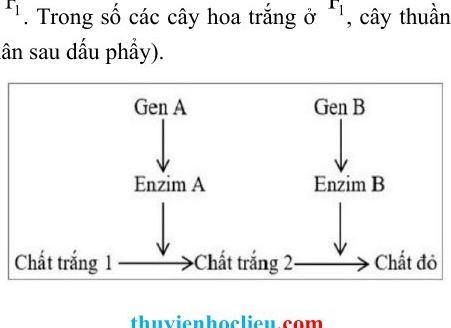 F₁. Trong số các cây hoa trắng ở F₁, cây thuần
ân sau dấu phẩy).
Gen A Gen B
Enzim A Enzim B
Chất trắng 1 Chất trắng 2 Chất đỏ
thuvienhoclieu.com